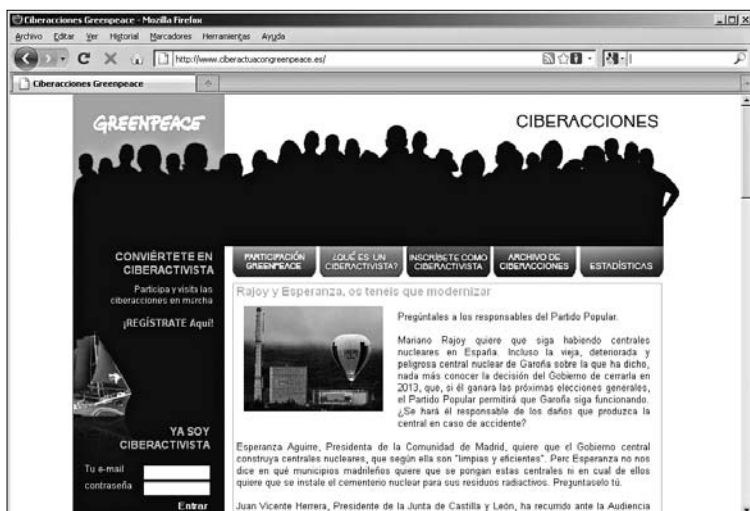 Ciberacciones Greenpeace - Mozilla Firefox
Archivo Editar Ver Historial Marcadores Herramientas Ayuda
http://www.ciberactuacongreenpeace.es/
Ciberacciones Greenpeace
GREENPEACE
CIBERACCIONES
CONVIÉRTETE EN
CIBERACTIVISTA
Participa y visita las
ciberacciones en marcha
¡REGÍSTRATE Aquí!
YA SOY
CIBERACTIVISTA
Tu e-mail
contraseña
Entrar
PARTICIPACIÓN
GREENPEACE
¿QUÉ ES UN
CIBERACTIVISTA?
INSCRÍBETE COMO
CIBERACTIVISTA
ARCHIVO DE
CIBERACCIONES
ESTADÍSTICAS
Rajoy y Esperanza, os teneis que modernizar
Pregúntales a los responsables del Partido Popular.
Mariano Rajoy quiere que siga habiendo centrales
nucleares en España. Incluso la vieja, deteriorada y
peligrosa central nuclear de Garoña sobre la que ha dicho,
nada más conocer la decisión del Gobierno de cerrarla en
2013, que, si él ganara las próximas elecciones generales,
el Partido Popular permitirá que Garoña siga funcionando.
¿Se hará él responsable de los daños que produzca la
central en caso de accidente?
Esperanza Aguirre, Presidenta de la Comunidad de Madrid, quiere que el Gobierno central
construya centrales nucleares, que según ella son "limpias y eficientes". Perc Esperanza no nos
dice en qué municipios madrileños quiere que se pongan estas centrales ni en cual de ellos
quiere que se instale el cementerio nuclear para sus residuos radiactivos. Preguntaselo tú.
Juan Vicente Herrera, Presidente de la Junta de Castilla y León, ha recurrido ante la Audiencia